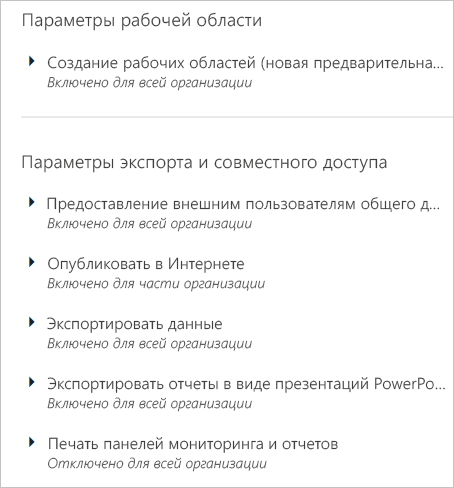 Параметры рабочей области
Создание рабочих областей (новая предварительна...
Включено для всей организации
Параметры экспорта и совместного доступа
Предоставление внешним пользователям общего д...
Включено для всей организации
Опубликовать в Интернете
Включено для части организации
Экспортировать данные
Включено для всей организации
Экспортировать отчеты в виде презентаций PowerPo...
Включено для всей организации
Печать панелей мониторинга и отчетов
Отключено для всей организации